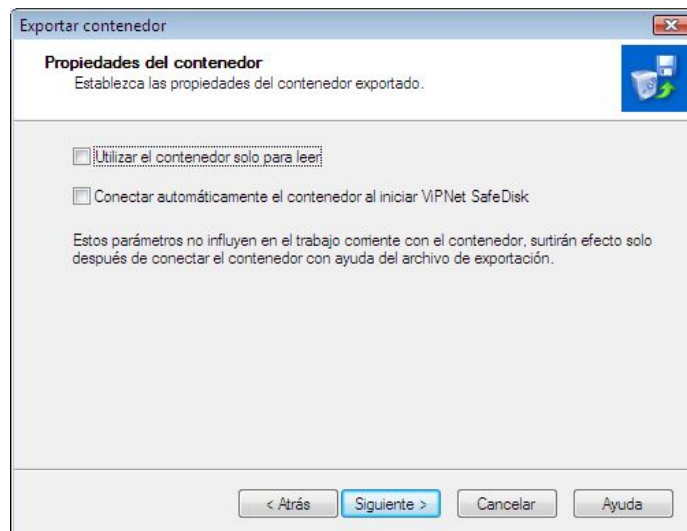 Exportar contenedor
Propiedades del contenedor
Establezca las propiedades del contenedor exportado.
Utilizar el contenedor solo para leer
Conectar automáticamente el contenedor al iniciar ViPNet SafeDisk
Estos parámetros no influyen en el trabajo corriente con el contenedor, surtirán efecto solo
después de conectar el contenedor con ayuda del archivo de exportación.
< Atrás
Siguiente >
Cancelar
Ayuda